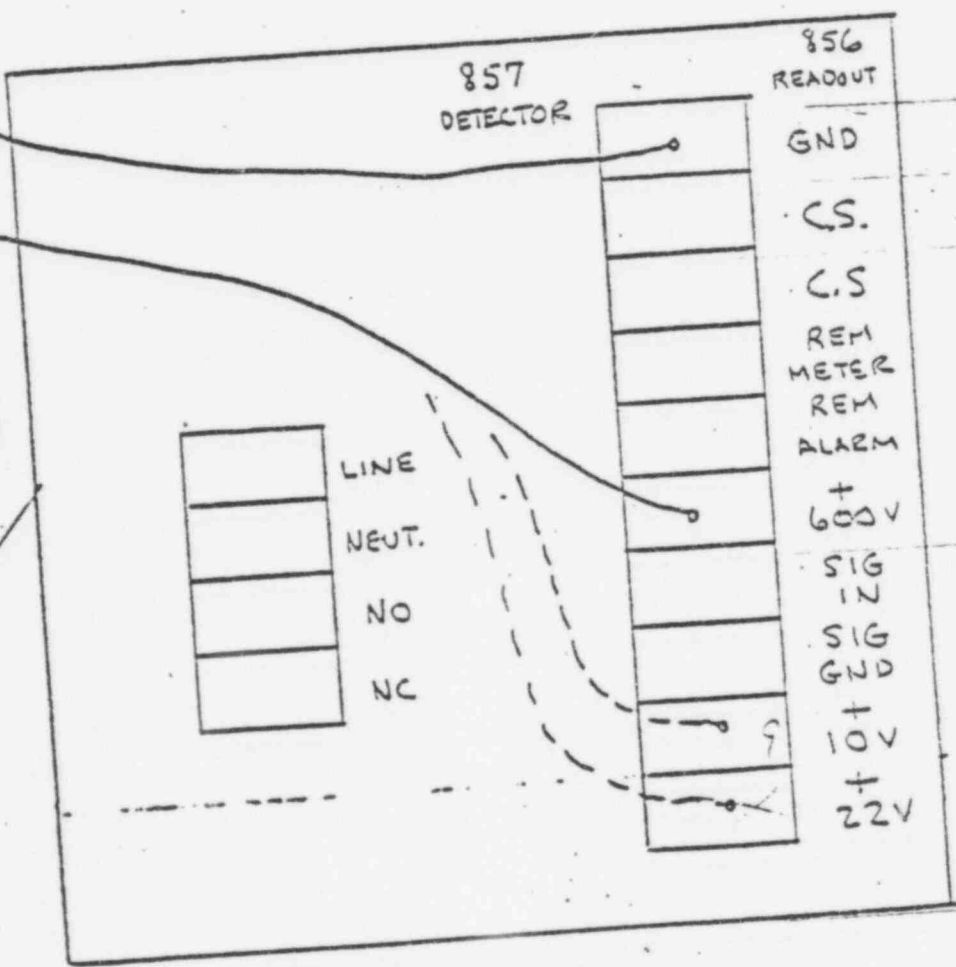 857
DETECTOR
856
READOUT
GND
C.S.
C.S
REM
METER
REM
ALARM
+
600V
SIG
IN
SIG
GND
+
10V
+
22V
LINE
NEUT.
NO
NC